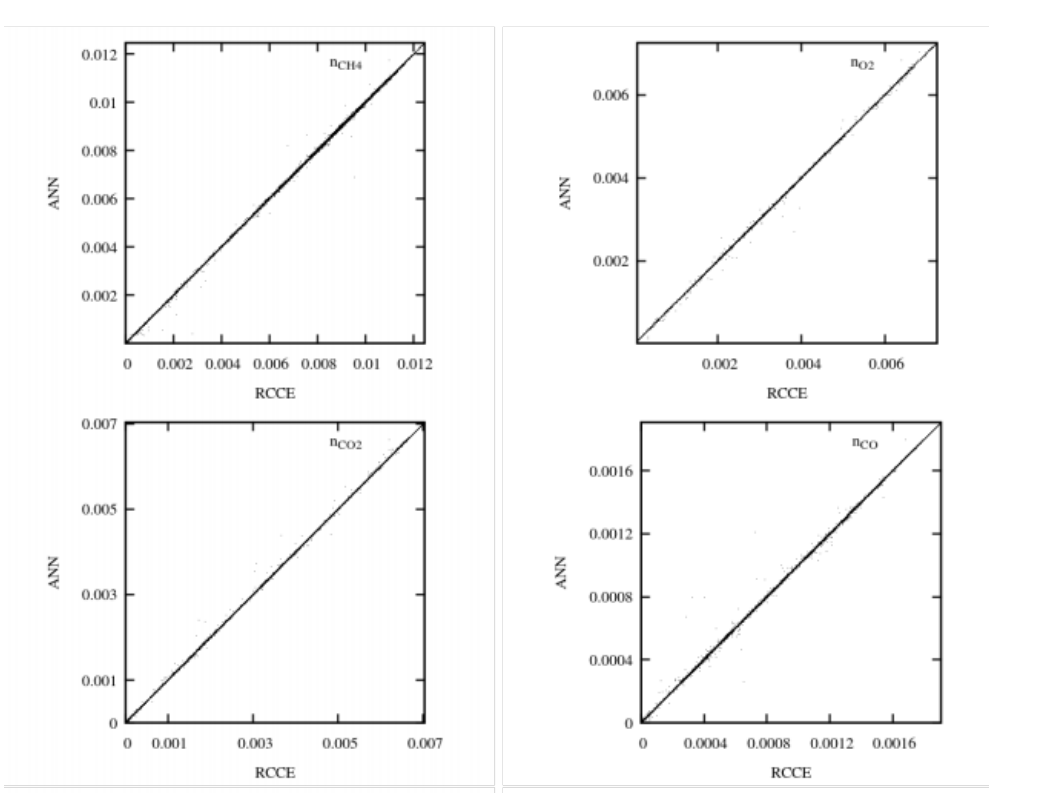 0.012
n_CH4
0.01
0.008
ANN
0.006
0.004
0.002
0 0.002 0.004 0.006 0.008 0.01 0.012
RCCE
n_O2
0.006
ANN
0.004
0.002
0.002 0.004 0.006
RCCE
0.007
n_CO2
0.005
ANN
0.003
0.001
0
0 0.001 0.003 0.005 0.007
RCCE
n_CO
0.0016
0.0012
ANN
0.0008
0.0004
0
0 0.0004 0.0008 0.0012 0.0016
RCCE